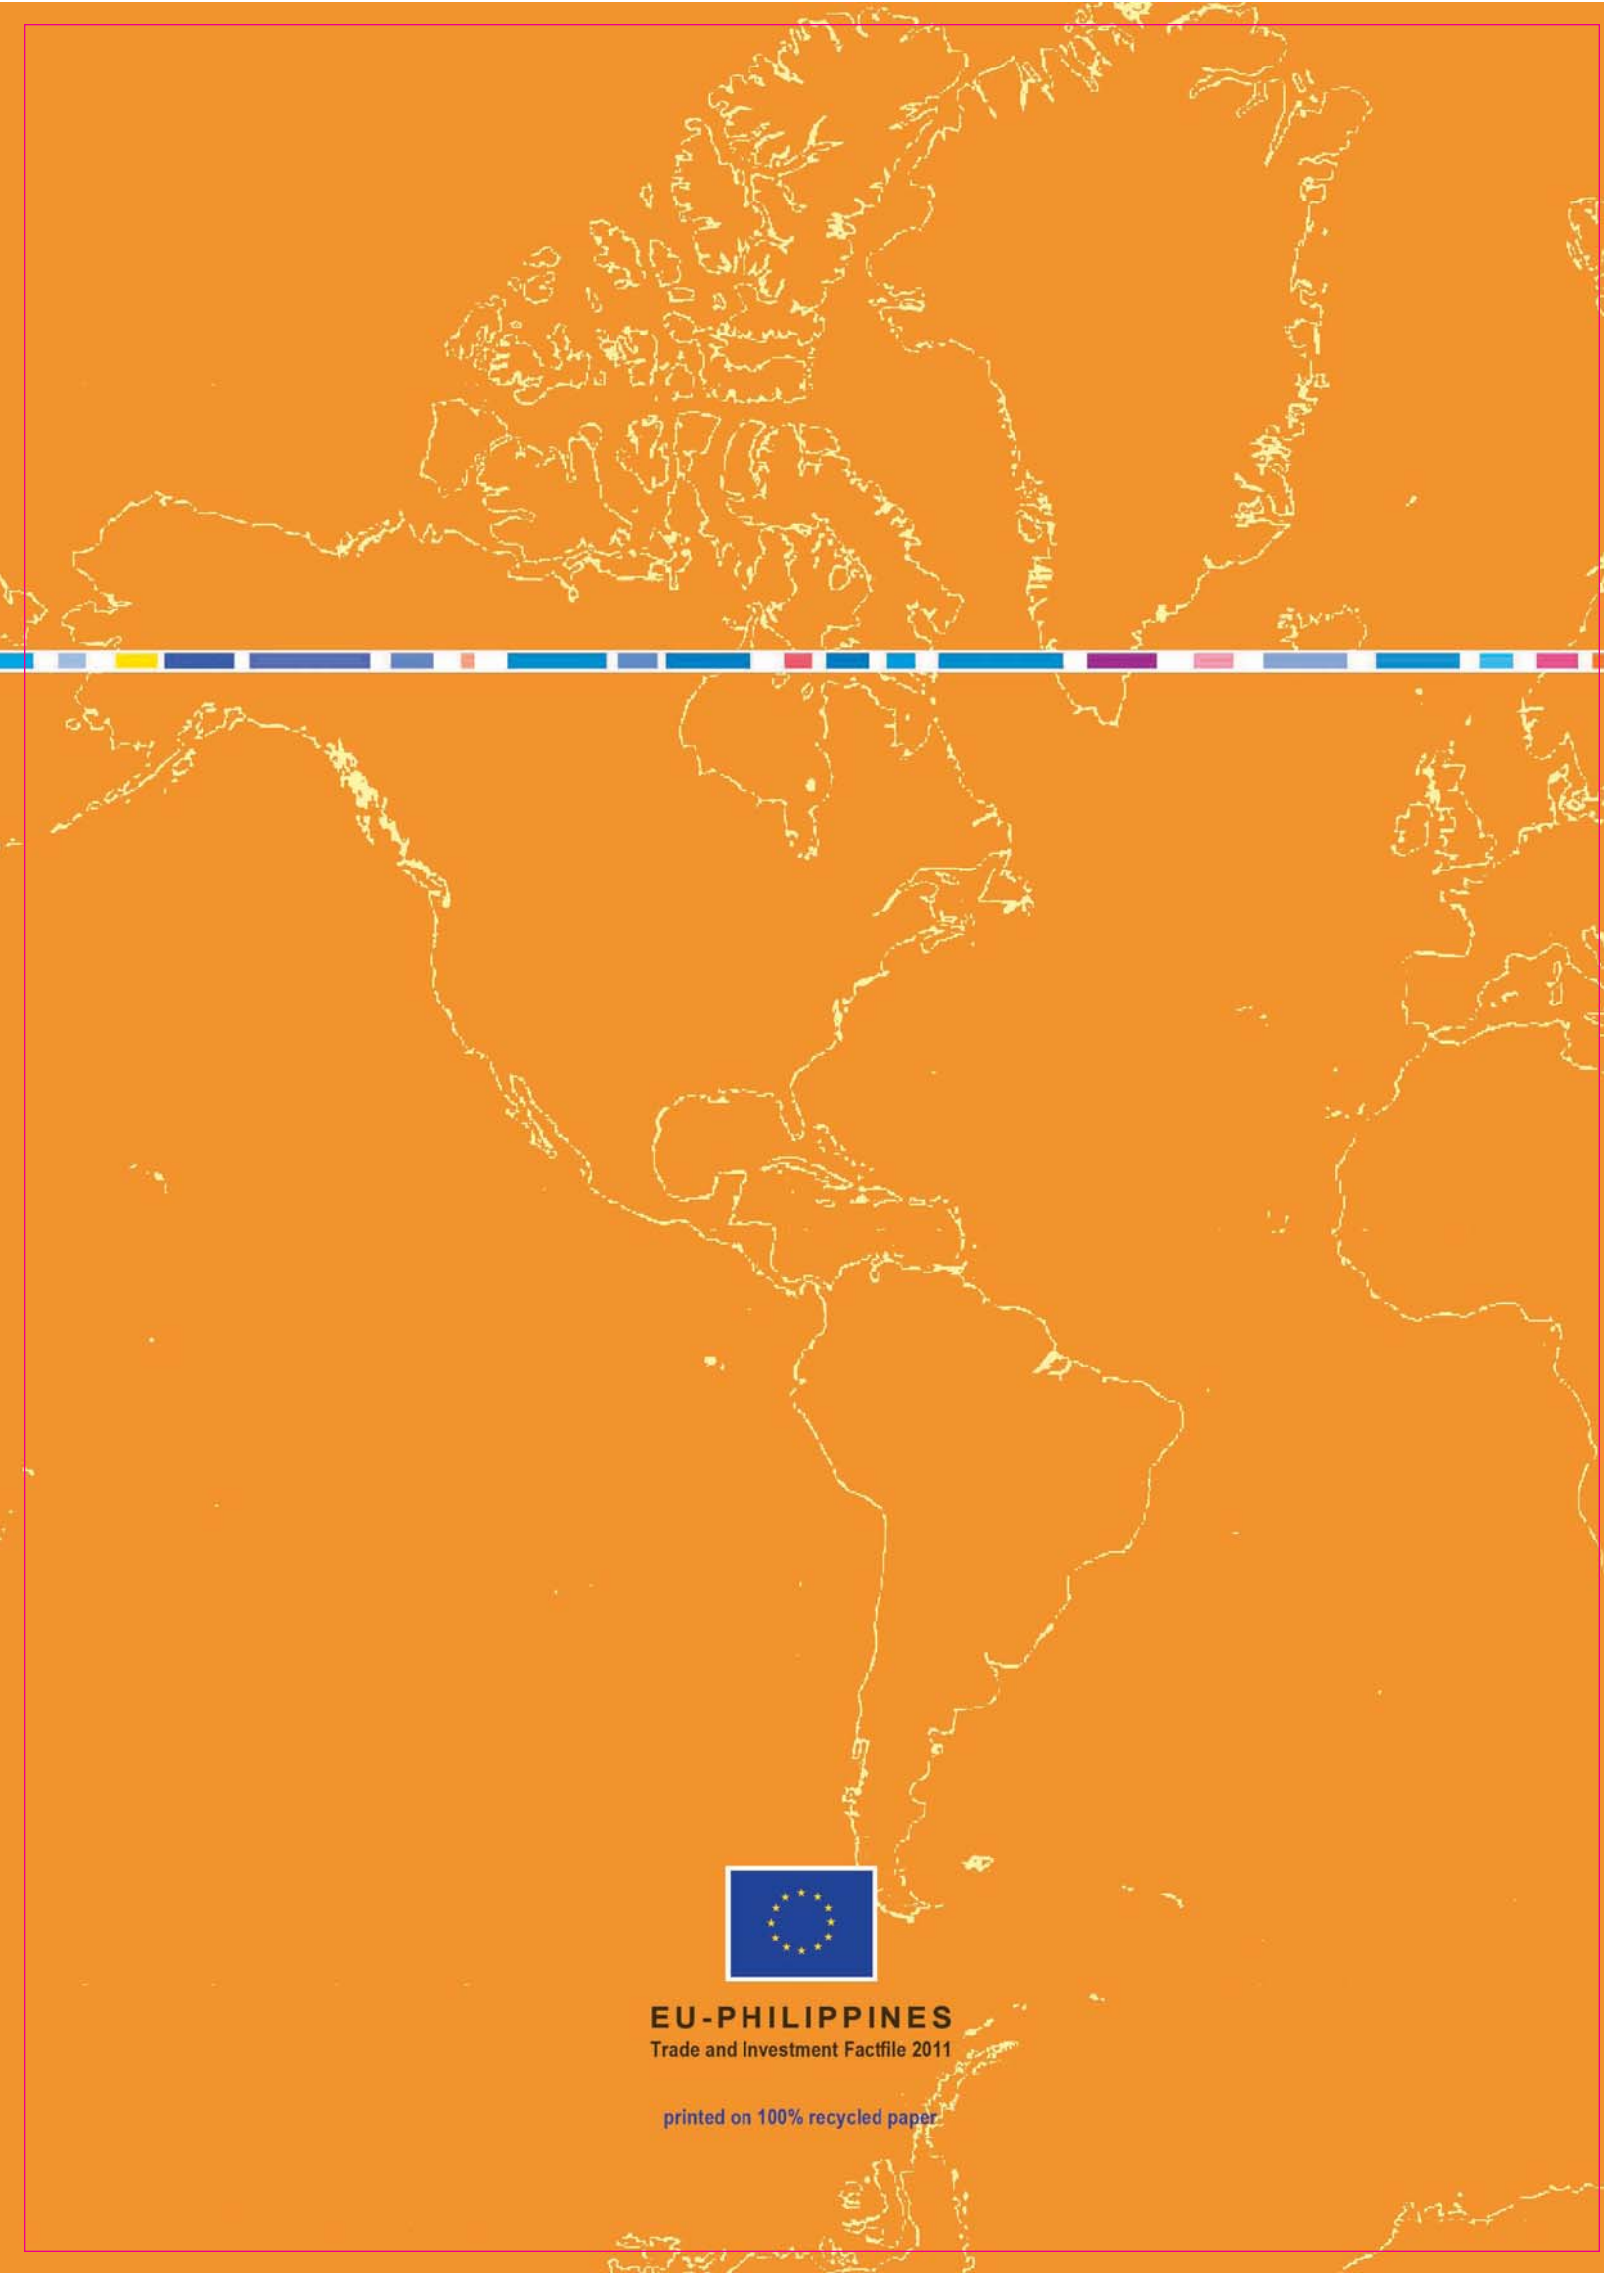 EU-PHILIPPINES
Trade and Investment Factfile 2011
printed on 100% recycled paper